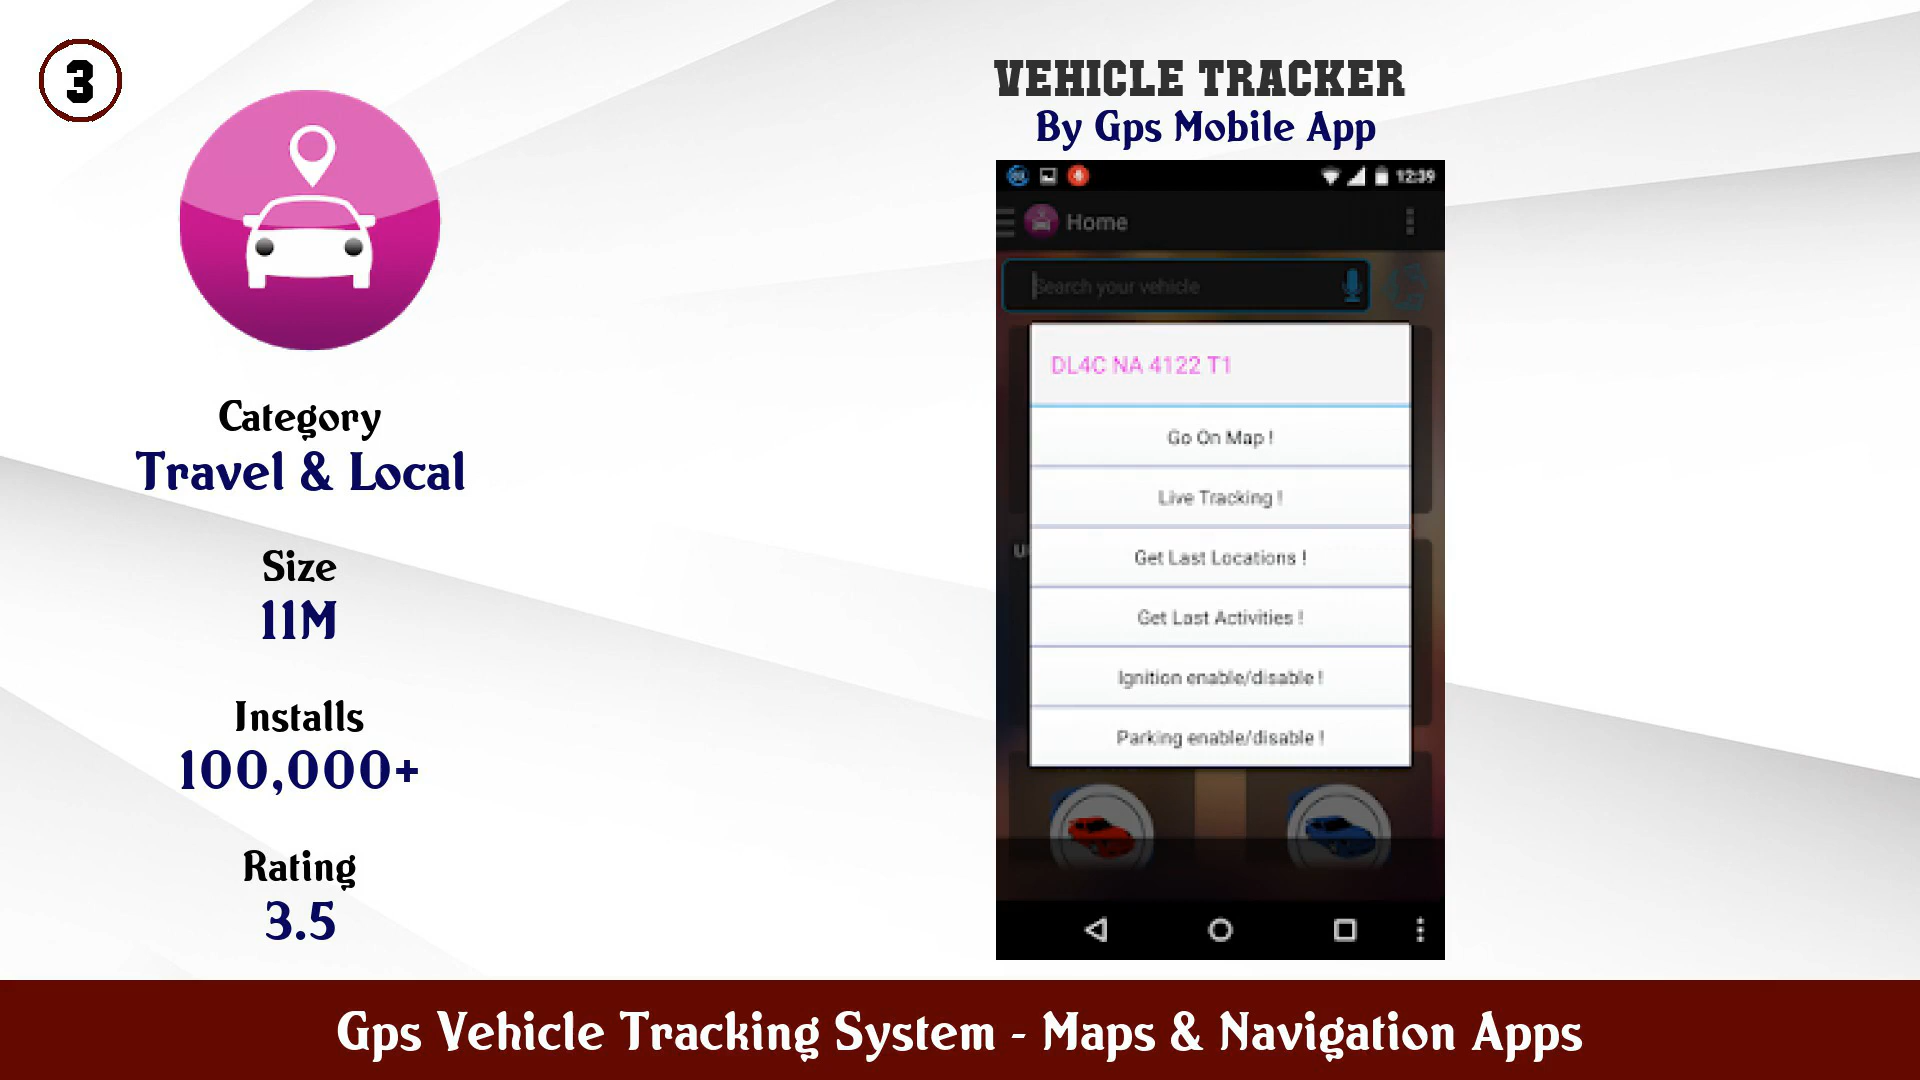 3
VEHICLE TRACKER
By Gps Mobile App
Category
Travel & Local
Size
11M
Installs
100,000+
Rating
3.5
12:39
Home
Search your vehicle
DL4C NA 4122 T1
Go On Map !
Live Tracking !
Get Last Locations !
Get Last Activities !
Ignition enable/disable !
Parking enable/disable !
Gps Vehicle Tracking System - Maps & Navigation Apps